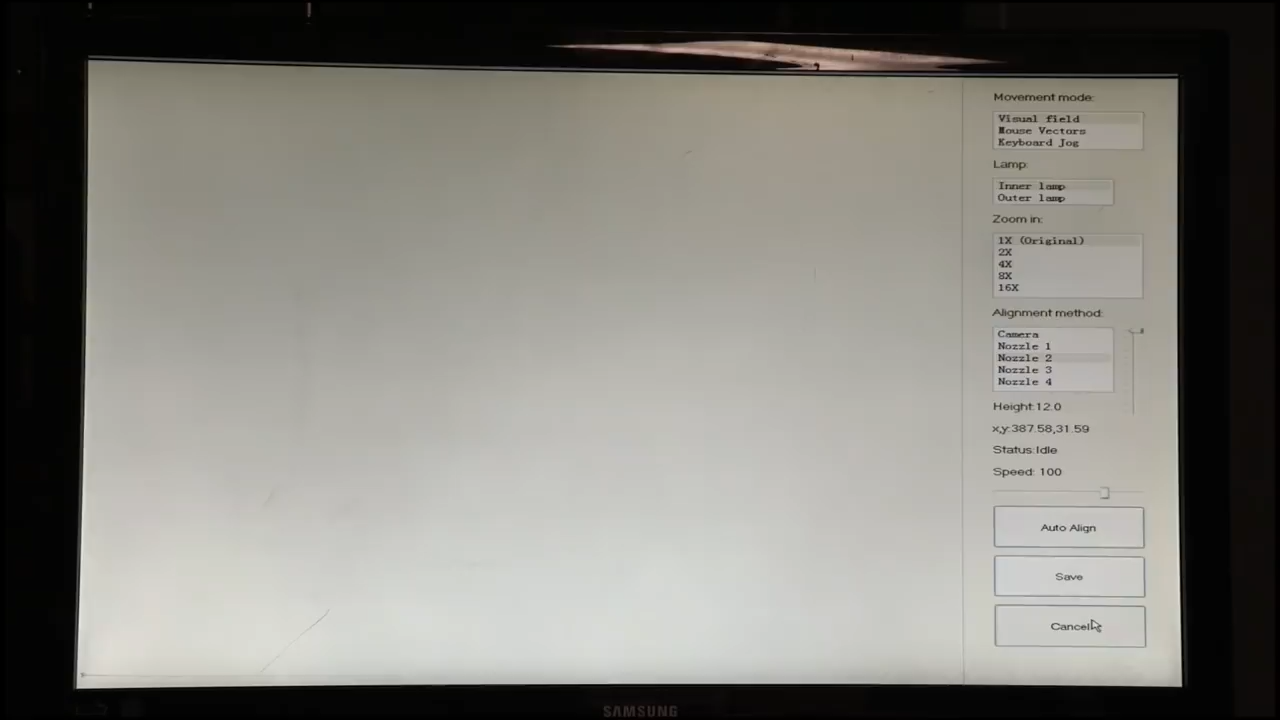 Movement mode:
Visual field
Mouse Vectors
Keyboard Jog
Lamp:
Inner lamp
Outer lamp
Zoom in:
1X (Original)
2X
4X
8X
16X
Alignment method:
Camera
Nozzle 1
Nozzle 2
Nozzle 3
Nozzle 4
Height:12.0
x,y:387.58,31.59
Status:Idle
Speed: 100
Auto Align
Save
Cancel
SAMSUNG